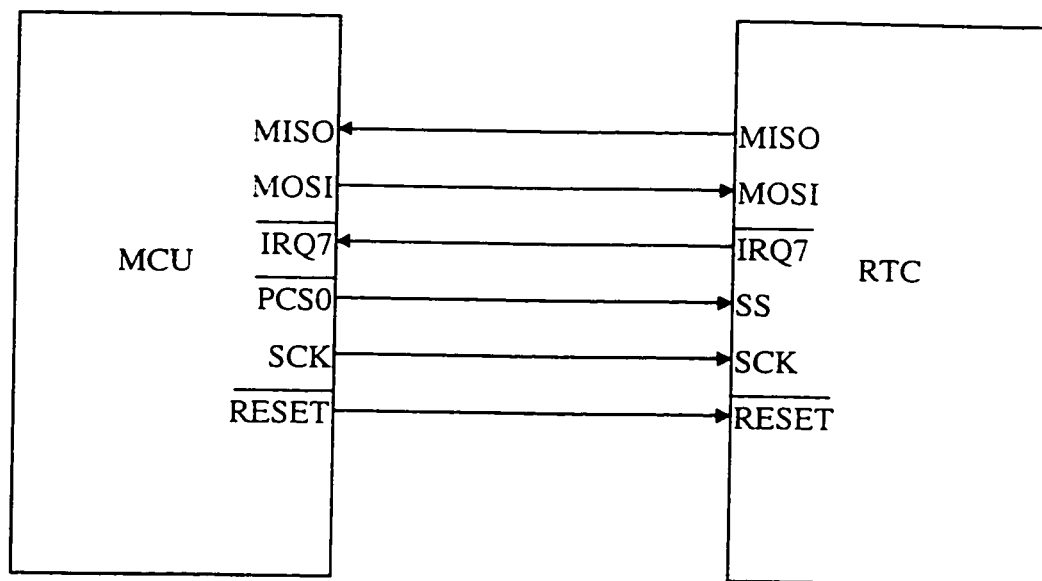 MISO MISO
MOSI MOSI
IRQ7 IRQ7
MCU RTC
PCS0 SS
SCK SCK
RESET RESET